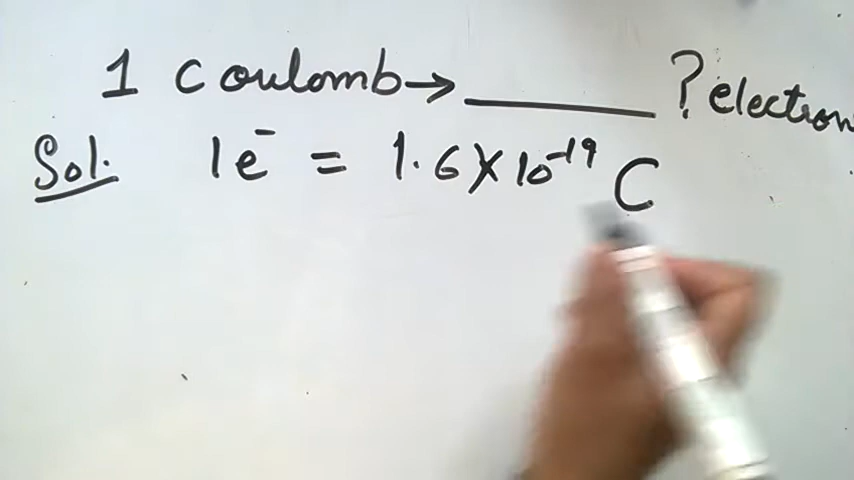 1 Coulomb→ ______ ? electron
Sol. 1e⁻ = 1.6×10⁻¹⁹ C